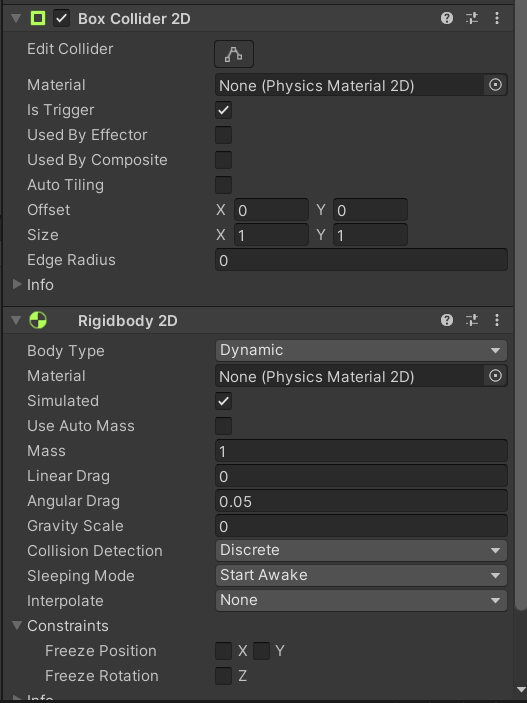 Box Collider 2D
Edit Collider
Material None (Physics Material 2D)
Is Trigger
Used By Effector
Used By Composite
Auto Tiling
Offset X 0 Y 0
Size X 1 Y 1
Edge Radius 0
Info
Rigidbody 2D
Body Type Dynamic
Material None (Physics Material 2D)
Simulated
Use Auto Mass
Mass 1
Linear Drag 0
Angular Drag 0.05
Gravity Scale 0
Collision Detection Discrete
Sleeping Mode Start Awake
Interpolate None
Constraints
Freeze Position X Y
Freeze Rotation Z
Info